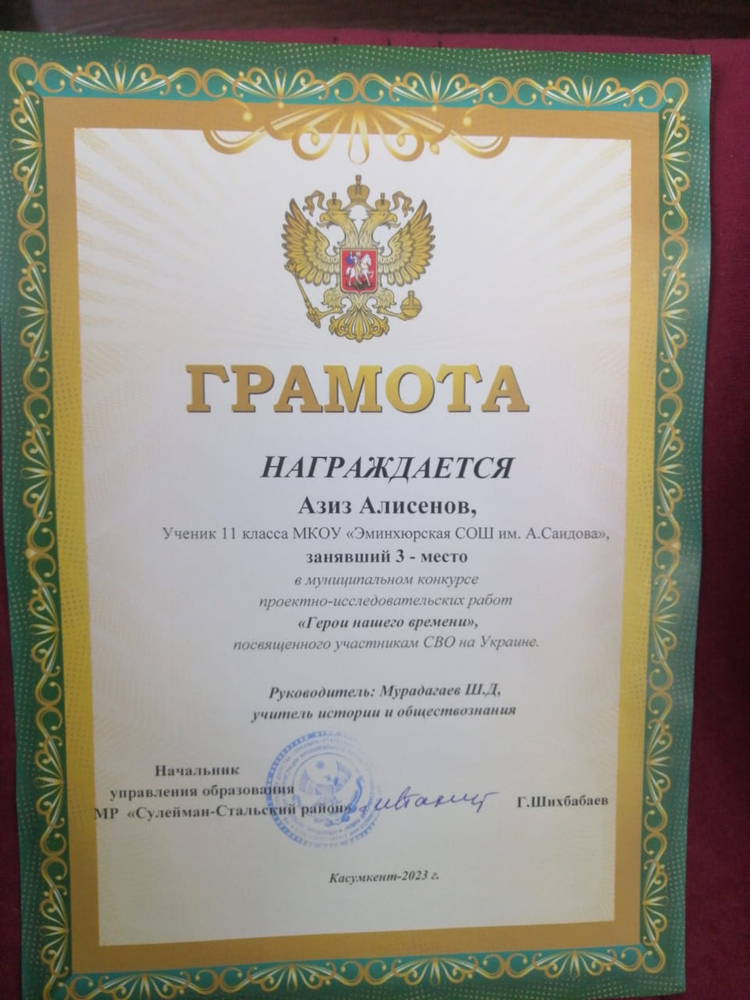 ГРАМОТА
НАГРАЖДАЕТСЯ
Азиз Алисенов,
Ученик 11 класса МКОУ «Эминхюрская СОШ им. А.Саидова»,
занявший 3 - место
в муниципальном конкурсе
проектно-исследовательских работ
«Герои нашего времени»,
посвященного участникам СВО на Украине.
Руководитель: Мурадагаев Ш.Д,
учитель истории и обществознания
Начальник
управления образования
МР «Сулейман-Стальский район»
Г.Шихбабаев
Касумкент-2023 г.